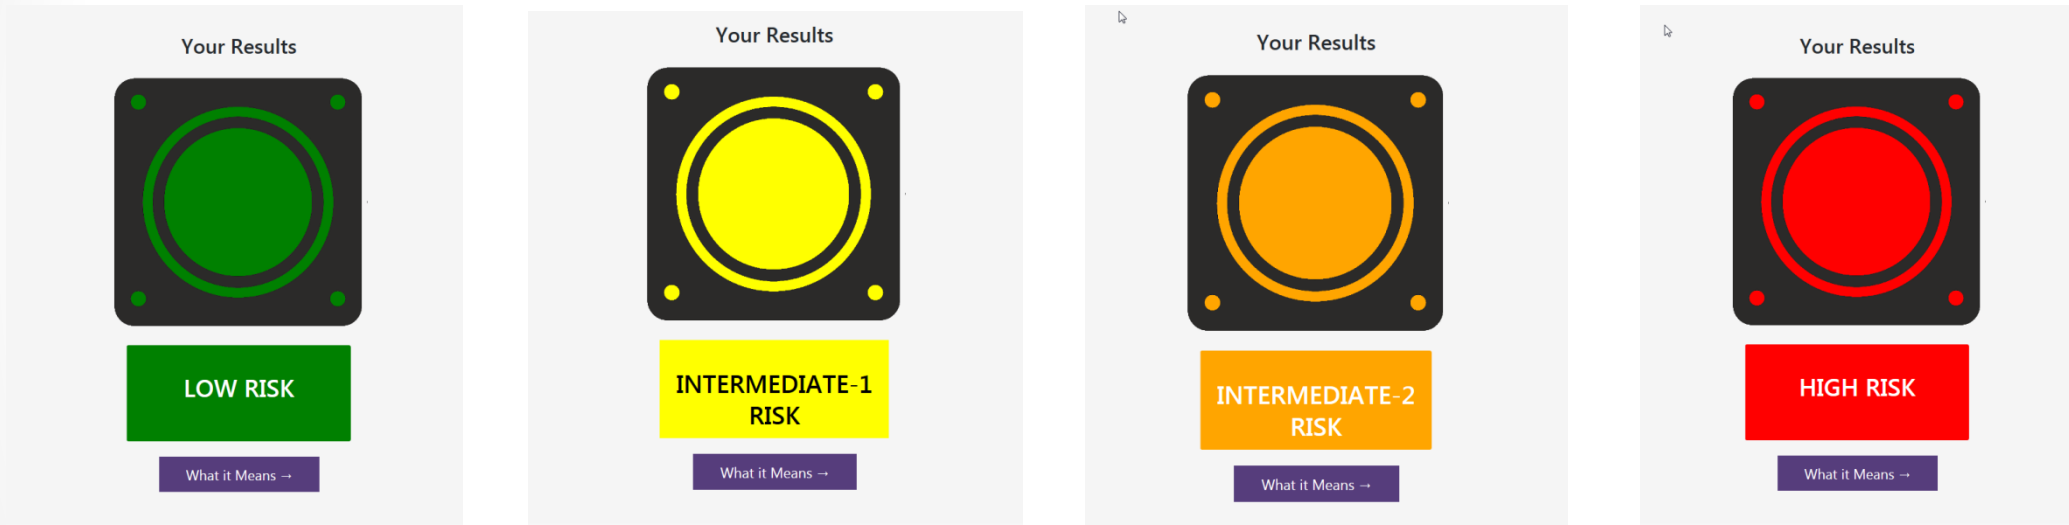 Your Results
LOW RISK
What it Means →
Your Results
INTERMEDIATE-1
RISK
What it Means →
Your Results
INTERMEDIATE-2
RISK
What it Means →
Your Results
HIGH RISK
What it Means →